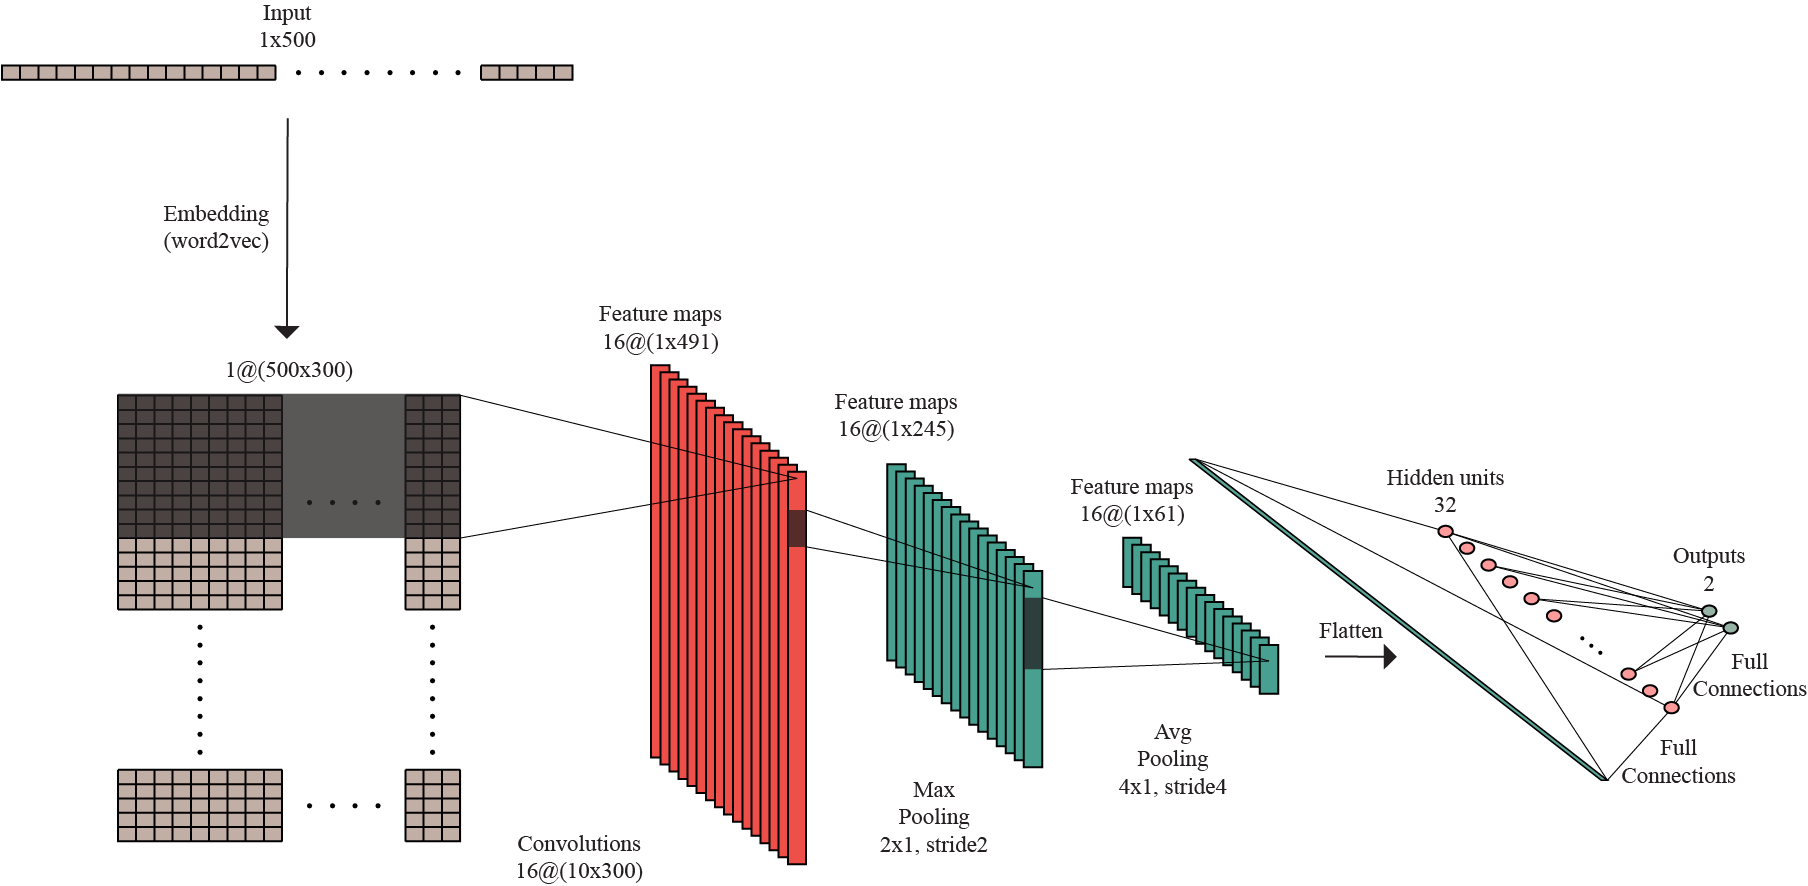 Input
1x500
Embedding
(word2vec)
1@(500x300)
Feature maps
16@(1x491)
Convolutions
16@(10x300)
Feature maps
16@(1x245)
Max
Pooling
2x1, stride2
Feature maps
16@(1x61)
Avg
Pooling
4x1, stride4
Flatten
Hidden units
32
Full
Connections
Outputs
2
Full
Connections